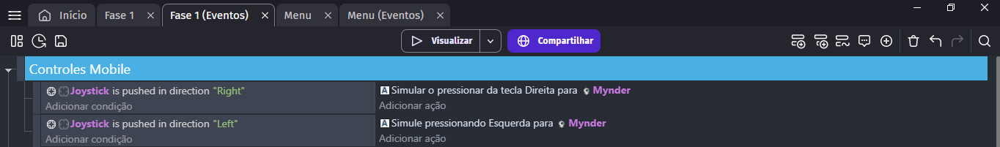 Início Fase 1 Fase 1 (Eventos) Menu Menu (Eventos)
Visualizar Compartilhar
Controles Mobile
Joystick is pushed in direction "Right" Simular o pressionar da tecla Direita para Mynder
Adicionar condição Adicionar ação
Joystick is pushed in direction "Left" Simule pressionando Esquerda para Mynder
Adicionar condição Adicionar ação